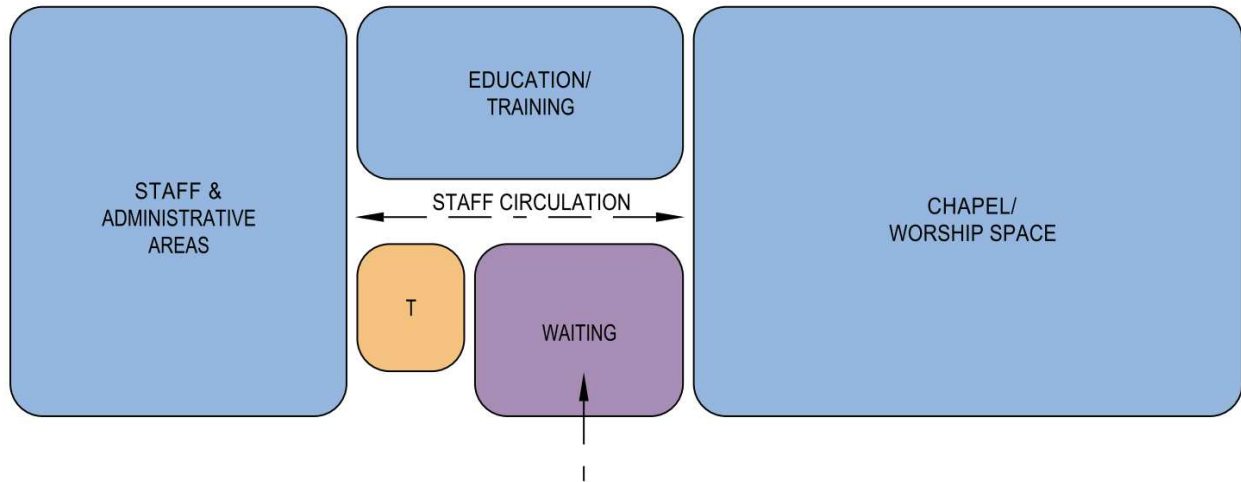 STAFF &
ADMINISTRATIVE
AREAS
EDUCATION/
TRAINING
STAFF CIRCULATION
T
WAITING
CHAPEL/
WORSHIP SPACE